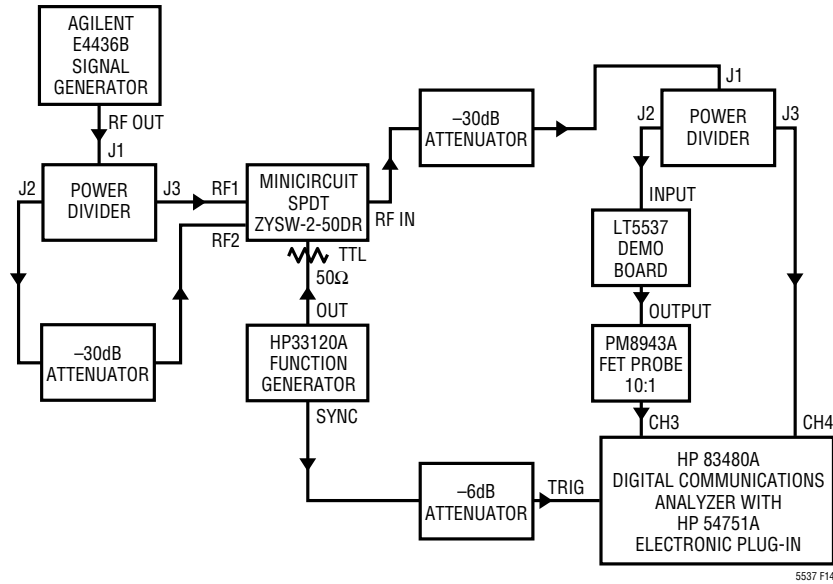 AGILENT
E4436B
SIGNAL
GENERATOR
RF OUT
J1
J2
POWER
DIVIDER
J3
RF1
RF2
–30dB
ATTENUATOR
MINICIRCUIT
SPDT
ZYSW-2-50DR
RF IN
TTL
50Ω
OUT
HP33120A
FUNCTION
GENERATOR
SYNC
–30dB
ATTENUATOR
J1
J2
POWER
DIVIDER
J3
INPUT
LT5537
DEMO
BOARD
OUTPUT
PM8943A
FET PROBE
10:1
CH3
CH4
–6dB
ATTENUATOR
TRIG
HP 83480A
DIGITAL COMMUNICATIONS
ANALYZER WITH
HP 54751A
ELECTRONIC PLUG-IN
5537 F14